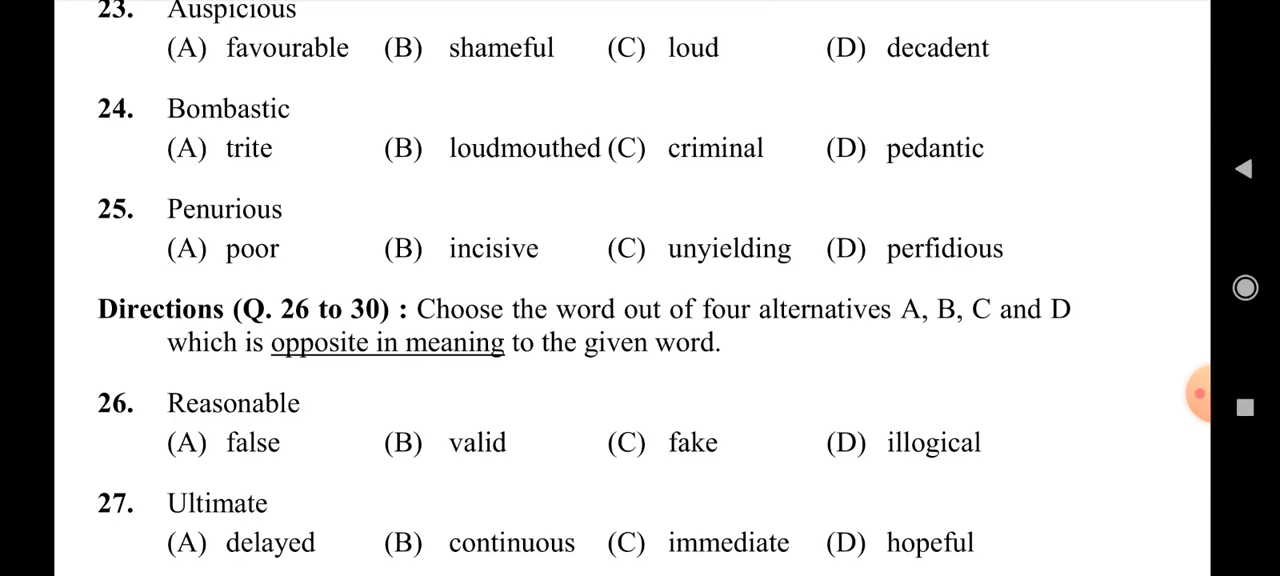 23. Auspicious
(A) favourable (B) shameful (C) loud (D) decadent
24. Bombastic
(A) trite (B) loudmouthed (C) criminal (D) pedantic
25. Penurious
(A) poor (B) incisive (C) unyielding (D) perfidious
Directions (Q. 26 to 30) : Choose the word out of four alternatives A, B, C and D
which is opposite in meaning to the given word.
26. Reasonable
(A) false (B) valid (C) fake (D) illogical
27. Ultimate
(A) delayed (B) continuous (C) immediate (D) hopeful